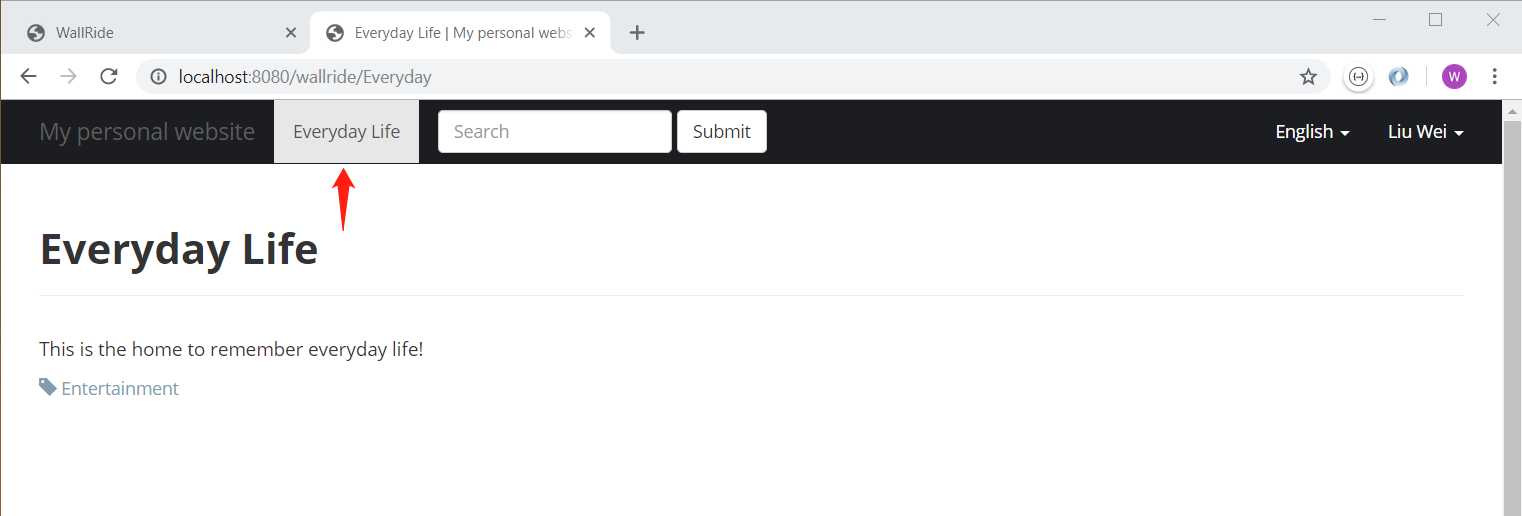 WallRide
Everyday Life | My personal webs
localhost:8080/wallride/Everyday
W
My personal website Everyday Life Search Submit English Liu Wei
Everyday Life
This is the home to remember everyday life!
Entertainment